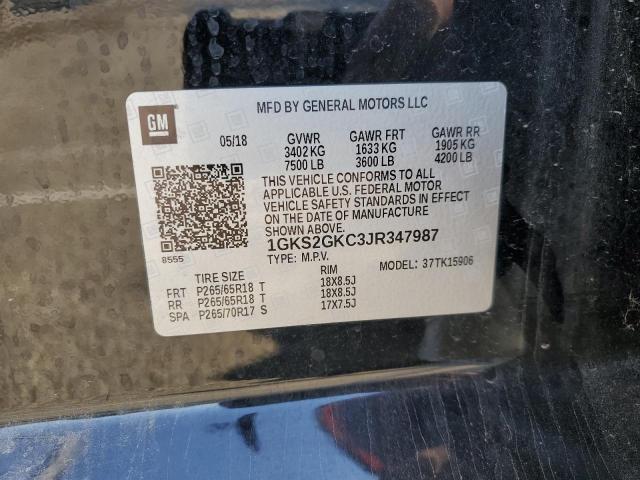 GM
MFD BY GENERAL MOTORS LLC
05/18 GVWR GAWR FRT GAWR RR
3402 KG 1633 KG 1905 KG
7500 LB 3600 LB 4200 LB
THIS VEHICLE CONFORMS TO ALL
APPLICABLE U.S. FEDERAL MOTOR
VEHICLE SAFETY STANDARDS IN EFFECT
ON THE DATE OF MANUFACTURE
SHOWN ABOVE.
8555
1GKS2GKC3JR347987
TYPE: M.P.V. MODEL: 37TK15906
TIRE SIZE RIM
FRT P265/65R18 T 18X8.5J
RR P265/65R18 T 18X8.5J
SPA P265/70R17 S 17X7.5J